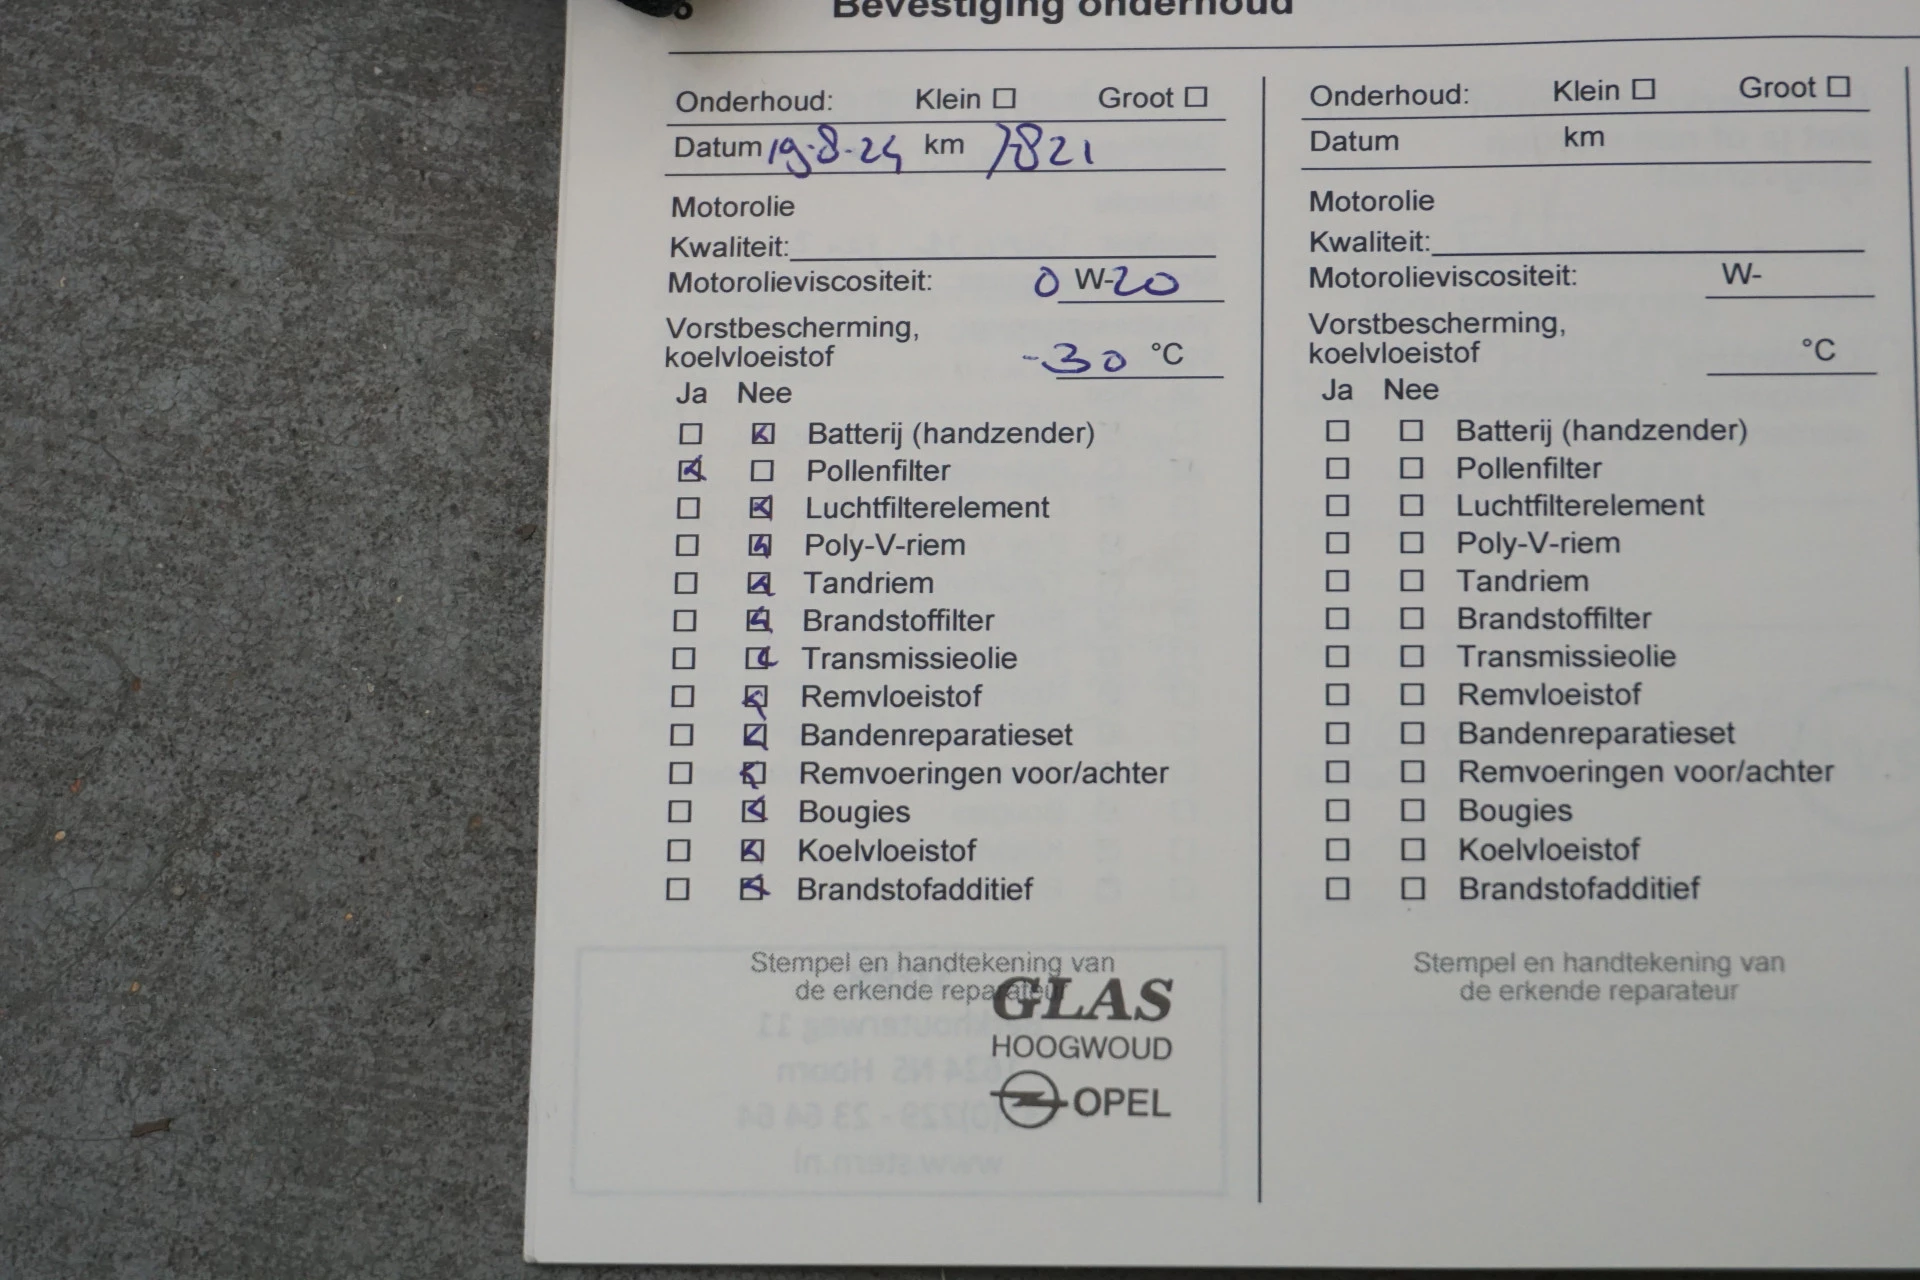 Bevestiging onderhoud
Onderhoud: Klein ☐ Groot ☐
Datum 19-8-24 km 7821
Motorolie
Kwaliteit:
Motorolieviscositeit: 0 W-20
Vorstbescherming,
koelvloeistof -30 °C
Ja Nee
Batterij (handzender)
Pollenfilter
Luchtfilterelement
Poly-V-riem
Tandriem
Brandstoffilter
Transmissieolie
Remvloeistof
Bandenreparatieset
Remvoeringen voor/achter
Bougies
Koelvloeistof
Brandstofadditief
Stempel en handtekening van
de erkende reparateur
GLAS
HOOGWOUD
OPEL
Onderhoud: Klein ☐ Groot ☐
Datum km
Motorolie
Kwaliteit:
Motorolieviscositeit: W-
Vorstbescherming,
koelvloeistof °C
Ja Nee
Batterij (handzender)
Pollenfilter
Luchtfilterelement
Poly-V-riem
Tandriem
Brandstoffilter
Transmissieolie
Remvloeistof
Bandenreparatieset
Remvoeringen voor/achter
Bougies
Koelvloeistof
Brandstofadditief
Stempel en handtekening van
de erkende reparateur